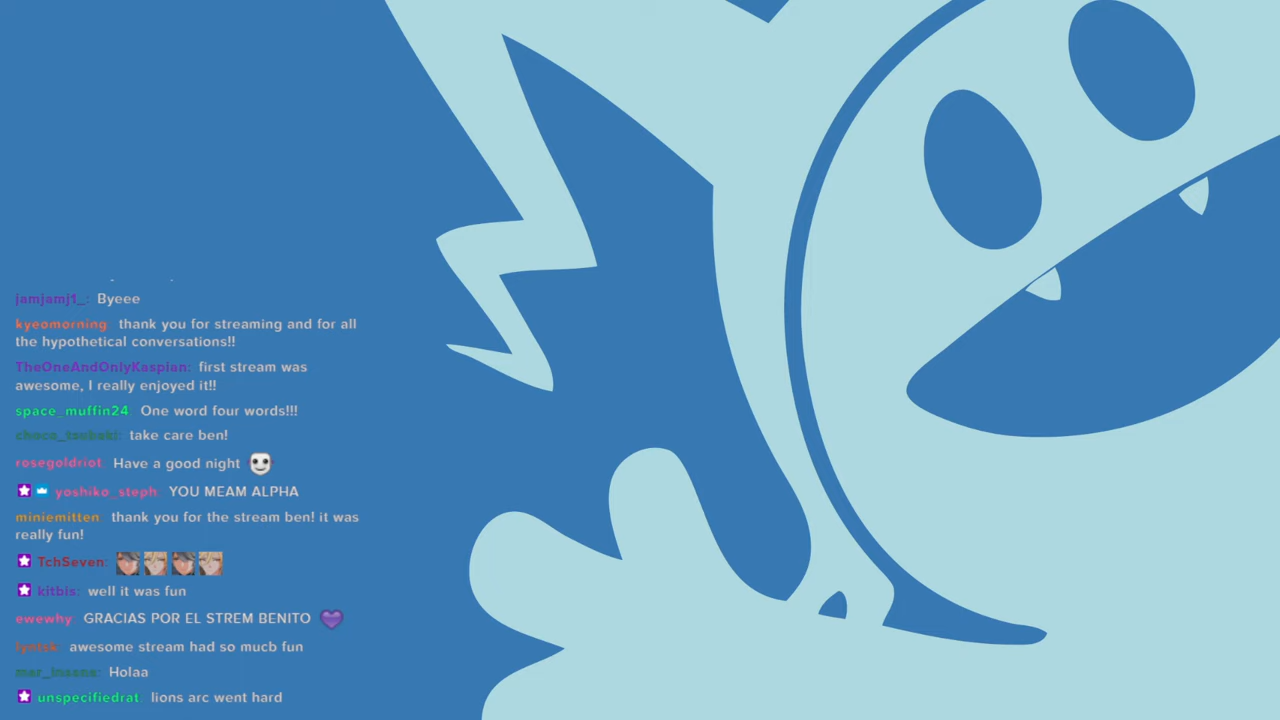 jamjamj1_: Byeee
kyeomorning: thank you for streaming and for all
the hypothetical conversations!!
TheOneAndOnlyKaspian: first stream was
awesome, I really enjoyed it!!
space_muffin24: One word four words!!!
choco_tsubaki: take care ben!
rosegoldriot: Have a good night
yoshiko_steph: YOU MEAM ALPHA
miniemitten: thank you for the stream ben! it was
really fun!
TchSeven:
kitbis: well it was fun
ewewhy: GRACIAS POR EL STREM BENITO
awesome stream had so mucb fun
Holaa
unspecifiedrat: lions arc went hard